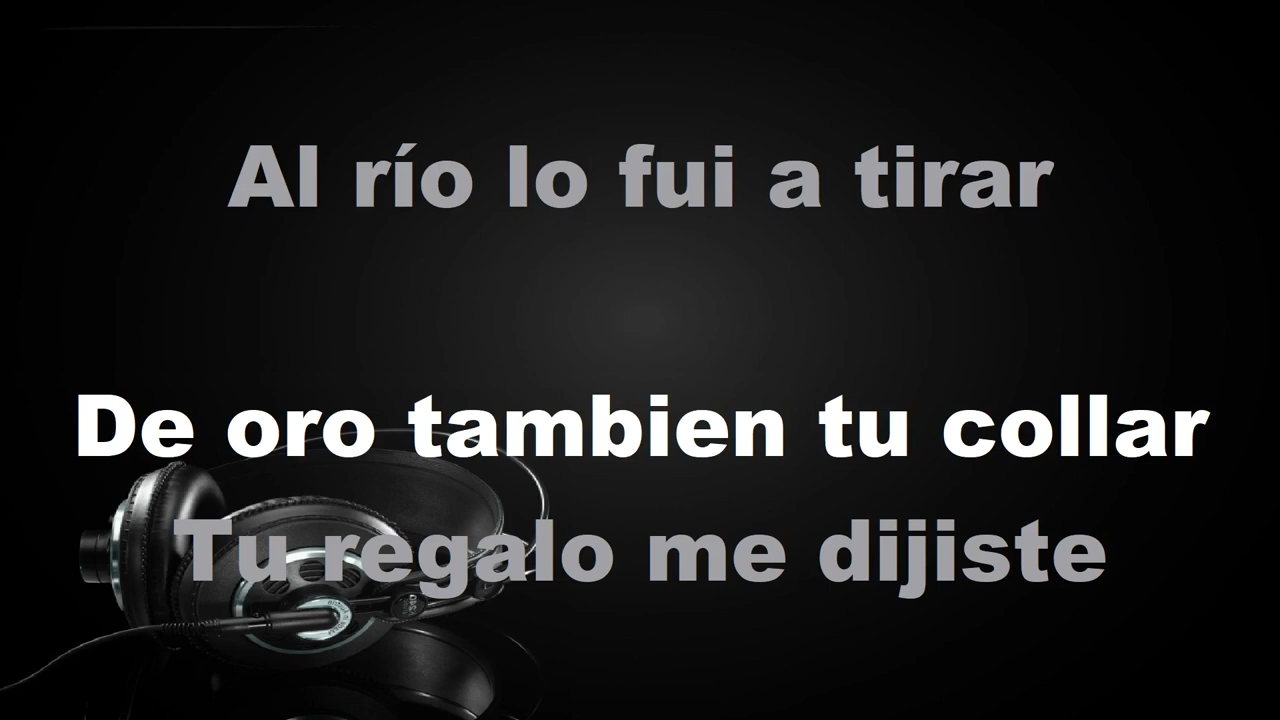 Al río lo fui a tirar
De oro tambien tu collar
Tu regalo me dijiste